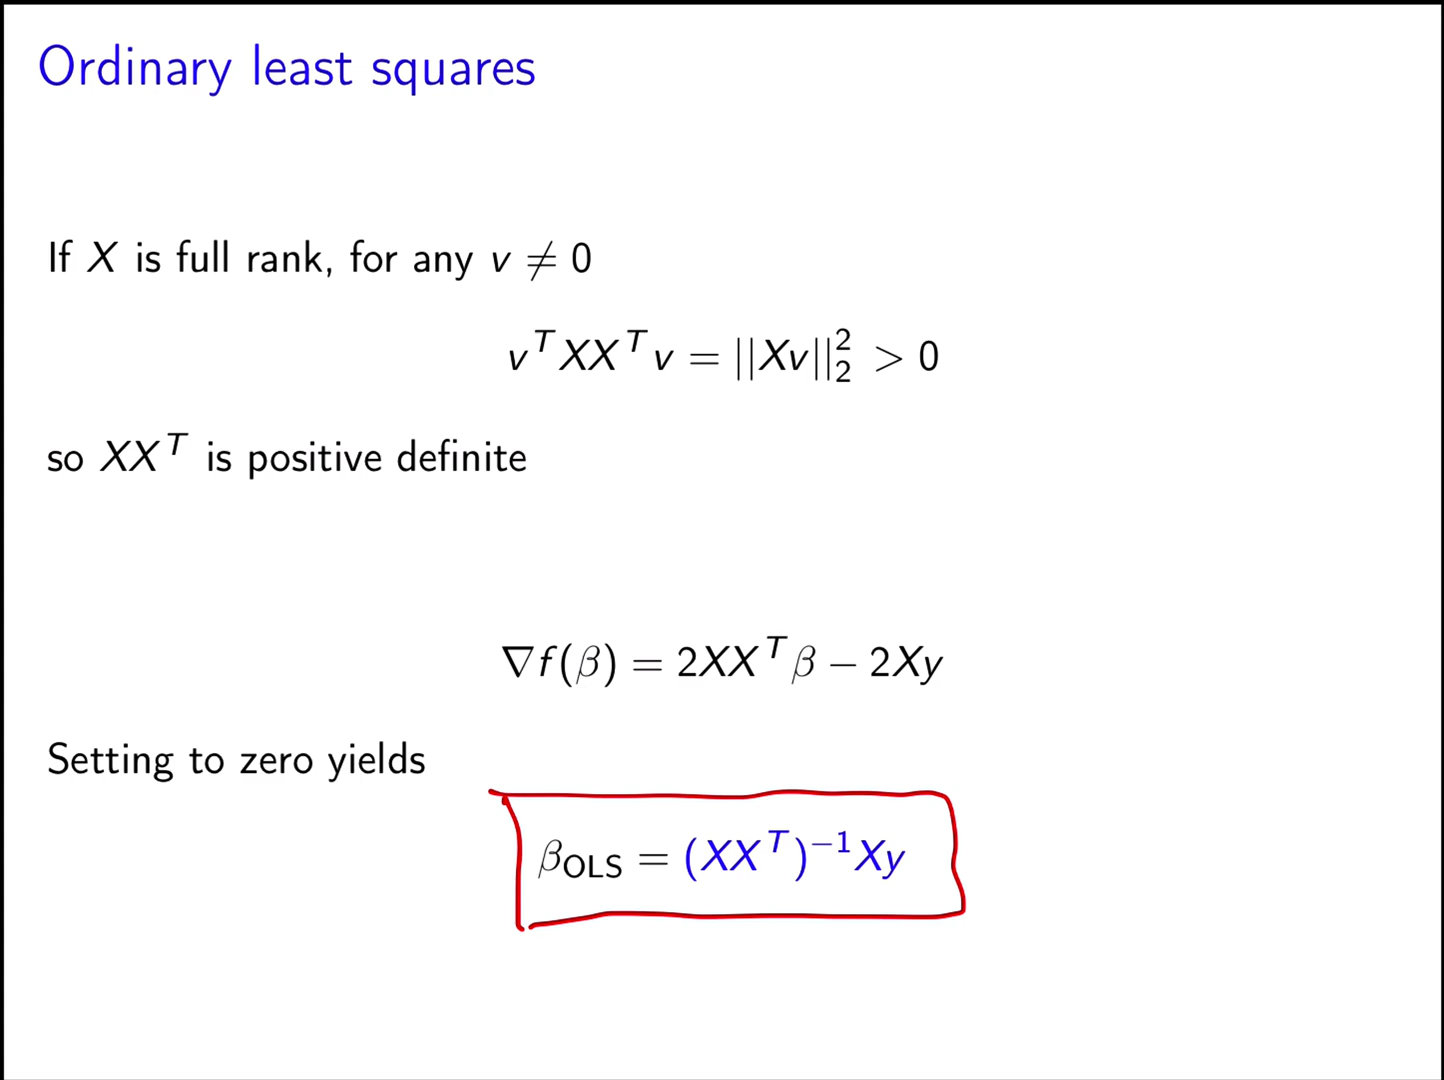 Ordinary least squares
If X is full rank, for any v ≠ 0
v^T XX^T v = ||Xv||_2^2 > 0
so XX^T is positive definite
∇f(β) = 2XX^T β − 2Xy
Setting to zero yields
β_OLS = (XX^T)^{−1} Xy